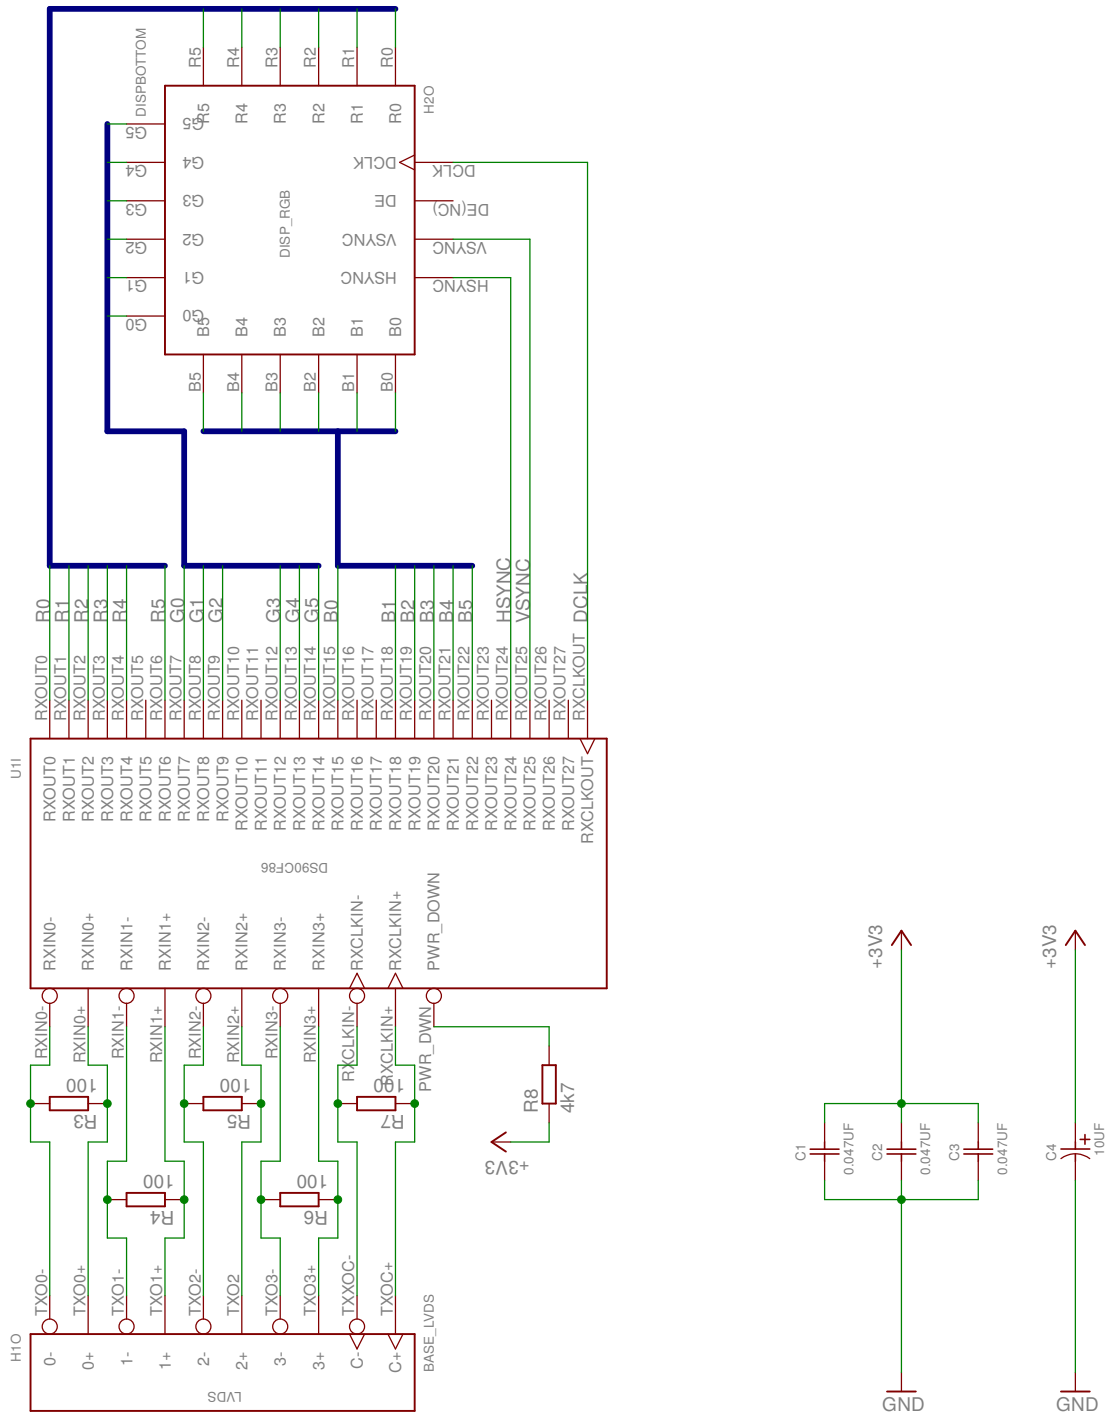 R5
R4
R3
R2
R1
R0
DISPBOTTOM
H2O
R5
R4
R3
R2
R1
R0
G5
G5
G4
G4
DCLK
DCLK
G3
G3
DE
DE(NC)
DISP_RGB
G2
G2
VSYNC
VSYNC
G1
G1
HSYNC
HSYNC
G0
G0
B5
B4
B3
B2
B1
B0
B5
B4
B3
B2
B1
B0
R0
R1
R2
R3
R4
R5
G0
G1
G2
G3
G4
G5
B0
B1
B2
B3
B4
B5
HSYNC
VSYNC
DCLK
RXOUT0
RXOUT1
RXOUT2
RXOUT3
RXOUT4
RXOUT5
RXOUT6
RXOUT7
RXOUT8
RXOUT9
RXOUT10
RXOUT11
RXOUT12
RXOUT13
RXOUT14
RXOUT15
RXOUT16
RXOUT17
RXOUT18
RXOUT19
RXOUT20
RXOUT21
RXOUT22
RXOUT23
RXOUT24
RXOUT25
RXOUT26
RXOUT27
RXCLKOUT
U1I
RXOUT0
RXOUT1
RXOUT2
RXOUT3
RXOUT4
RXOUT5
RXOUT6
RXOUT7
RXOUT8
RXOUT9
RXOUT10
RXOUT11
RXOUT12
RXOUT13
RXOUT14
RXOUT15
RXOUT16
RXOUT17
RXOUT18
RXOUT19
RXOUT20
RXOUT21
RXOUT22
RXOUT23
RXOUT24
RXOUT25
RXOUT26
RXOUT27
RXCLKOUT
DS90CF86
RXIN0-
RXIN0+
RXIN1-
RXIN1+
RXIN2-
RXIN2+
RXIN3-
RXIN3+
RXCLKIN-
RXCLKIN+
PWR_DOWN
RXIN0-
RXIN0+
RXIN1-
RXIN1+
RXIN2-
RXIN2+
RXIN3-
RXIN3+
RXCLKIN-
RXCLKIN+
PWR_DWN
100
R3
100
R5
100
R7
R8
4k7
+3V3
100
R4
100
R6
TXO0-
TXO0+
TXO1-
TXO1+
TXO2-
TXO2
TXO3-
TXO3+
TXXOC-
TXOC+
H1O
BASE_LVDS
0-
0+
1-
1+
2-
2+
3-
3+
C-
C+
LVDS
+3V3
+3V3
C1
0.047UF
C2
0.047UF
C3
0.047UF
C4
+
10UF
GND
GND